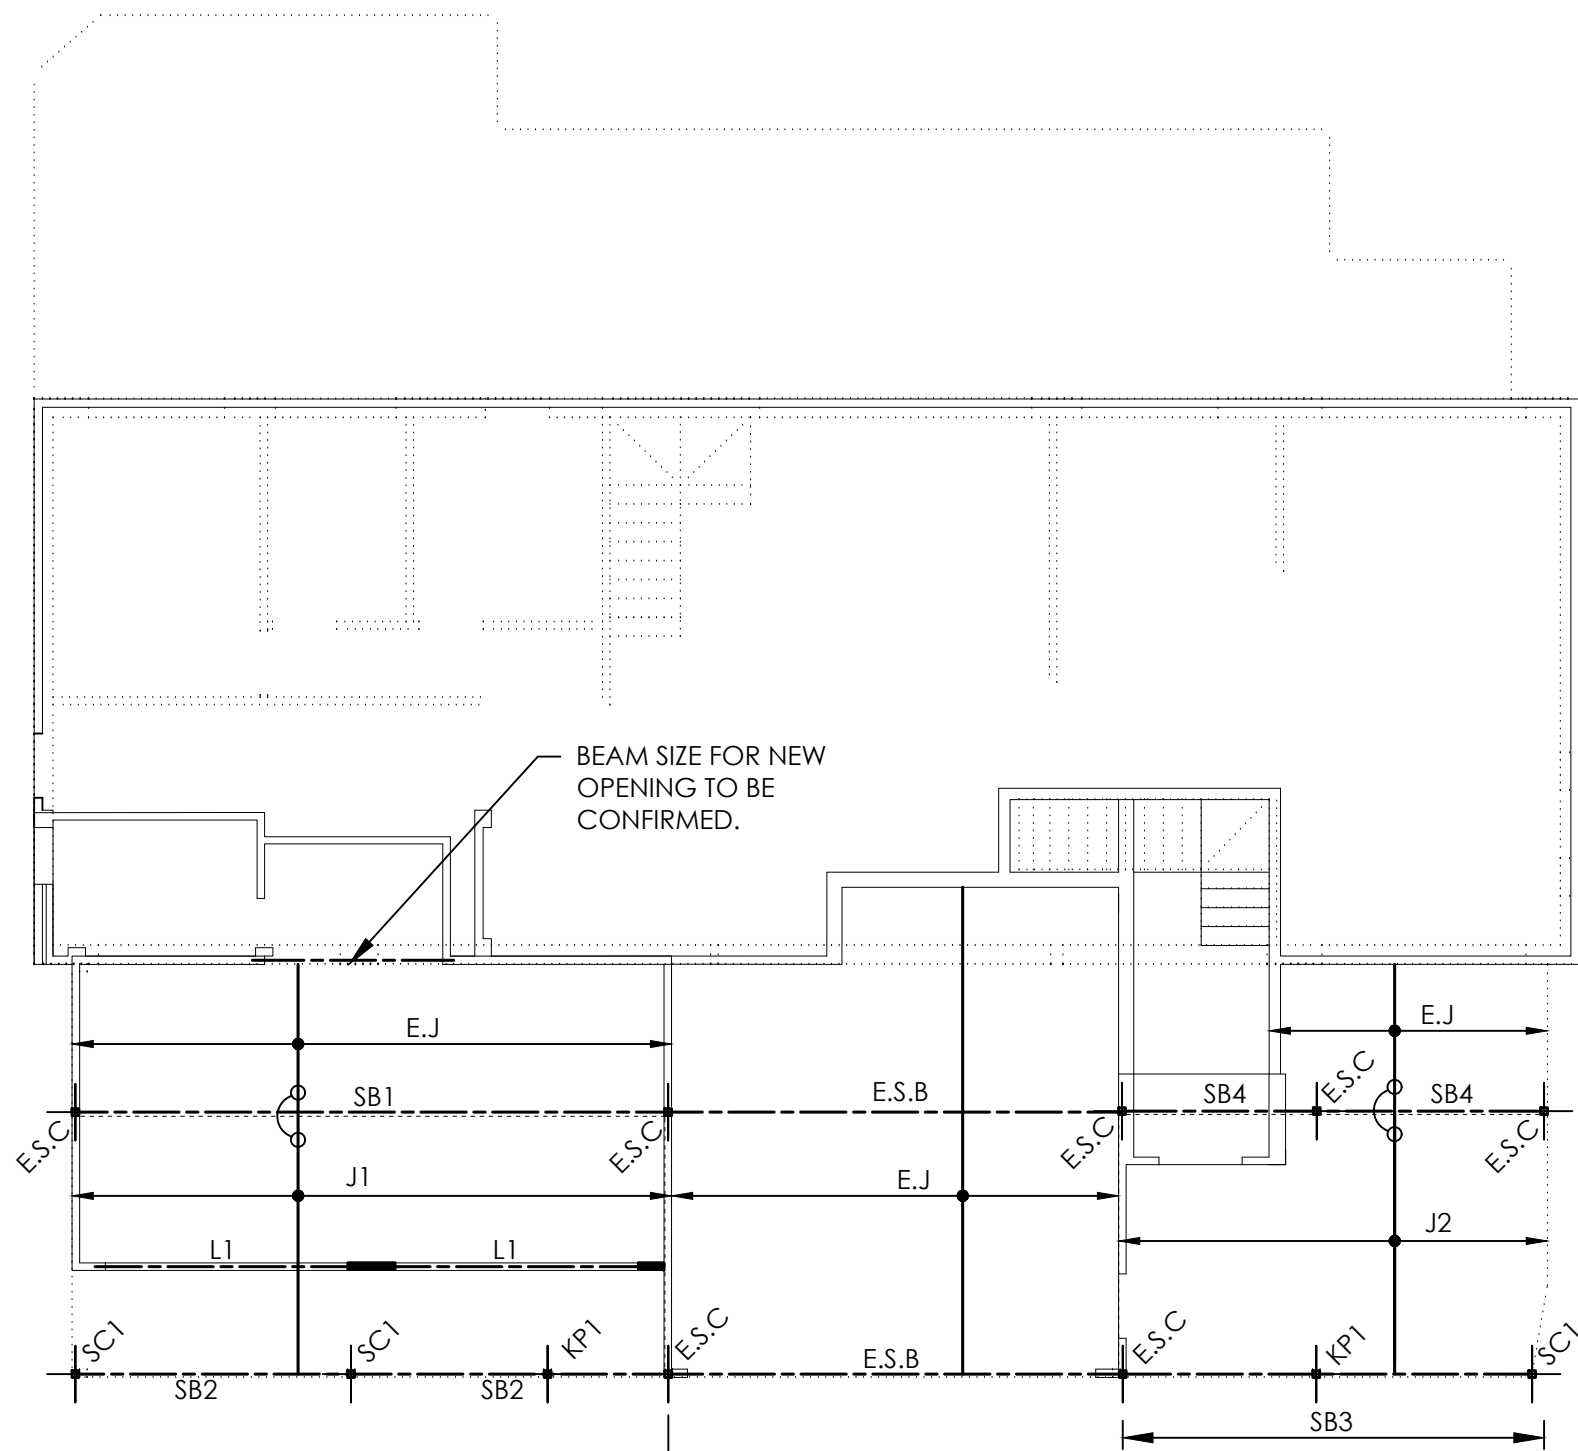 BEAM SIZE FOR NEW
OPENING TO BE
CONFIRMED.
E.J
E.J
SB1
E.S.B
SB4
E.S.C
SB4
E.S.C
E.S.C
E.S.C
E.S.C
J1
E.J
J2
L1
L1
SC1
SC1
KP1
E.S.C
E.S.B
E.S.C
KP1
SC1
SB2
SB2
SB3